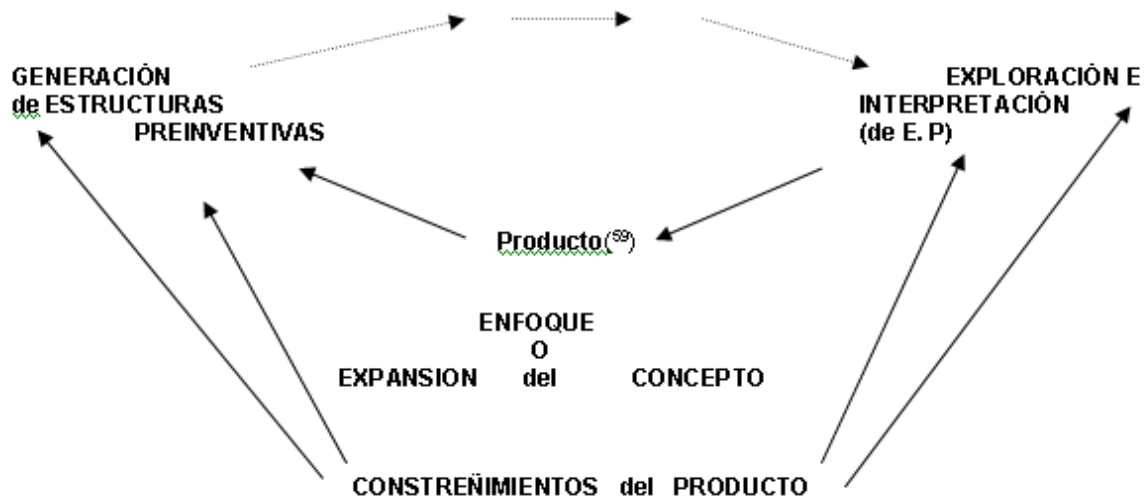 GENERACIÓN
de ESTRUCTURAS
PREINVENTIVAS
EXPLORACIÓN E
INTERPRETACIÓN
(de E. P)
Producto(59)
ENFOQUE
O
EXPANSION del CONCEPTO
CONSTREÑIMIENTOS del PRODUCTO